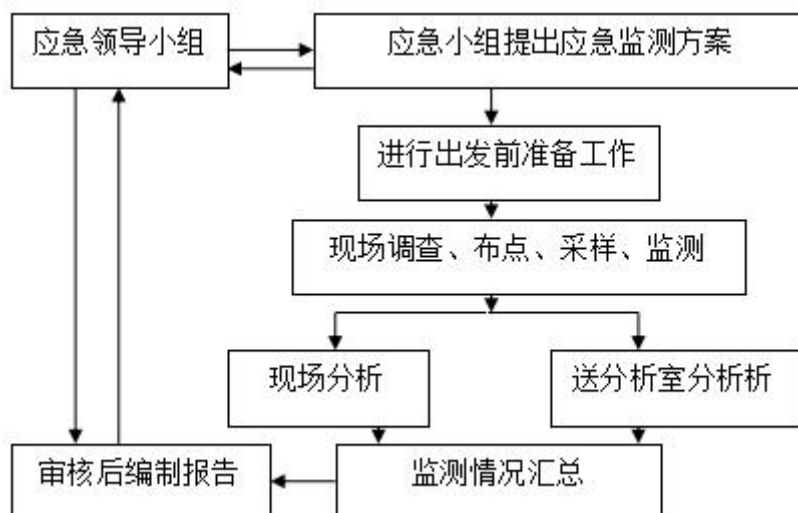 应急领导小组
应急小组提出应急监测方案
进行出发前准备工作
现场调查、布点、采样、监测
现场分析
送分析室分析析
审核后编制报告
监测情况汇总